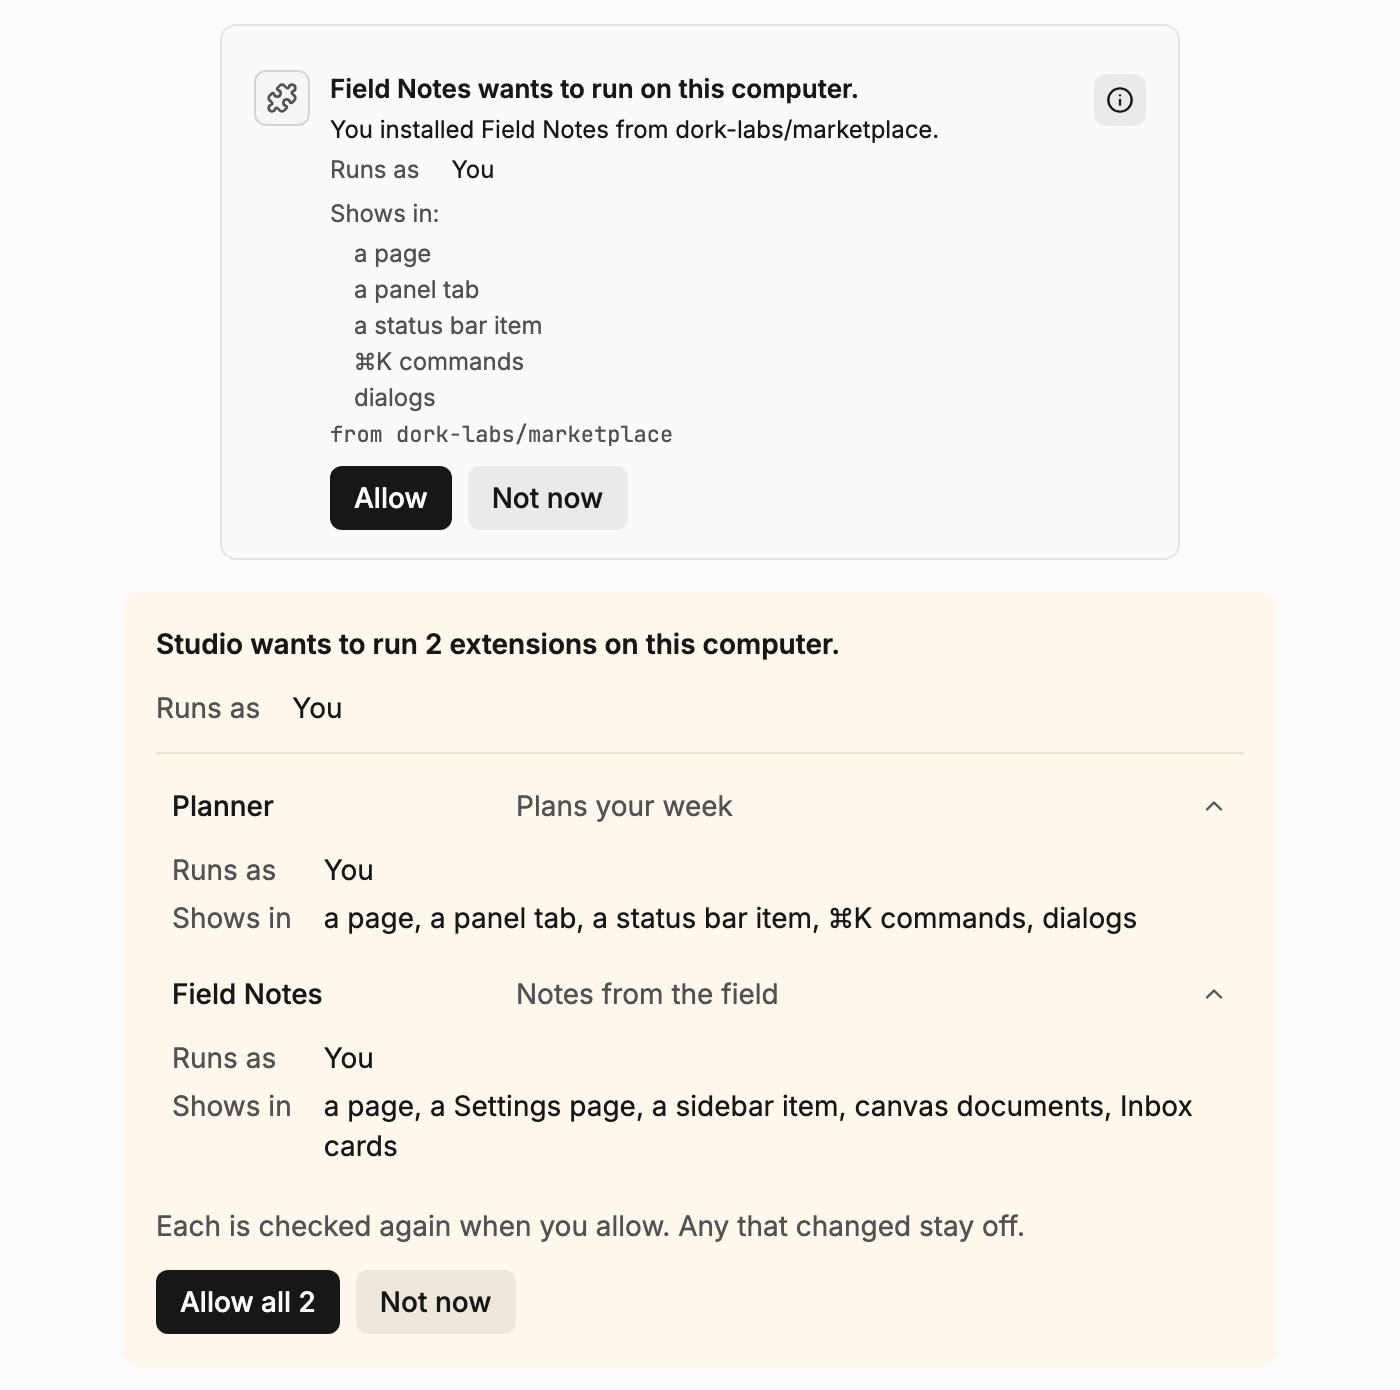 Field Notes wants to run on this computer.
You installed Field Notes from dork-labs/marketplace.
Runs as You
Shows in:
a page
a panel tab
a status bar item
⌘K commands
dialogs
from dork-labs/marketplace
Allow Not now
Studio wants to run 2 extensions on this computer.
Runs as You
Planner Plans your week
Runs as You
Shows in a page, a panel tab, a status bar item, ⌘K commands, dialogs
Field Notes Notes from the field
Runs as You
Shows in a page, a Settings page, a sidebar item, canvas documents, Inbox
cards
Each is checked again when you allow. Any that changed stay off.
Allow all 2 Not now